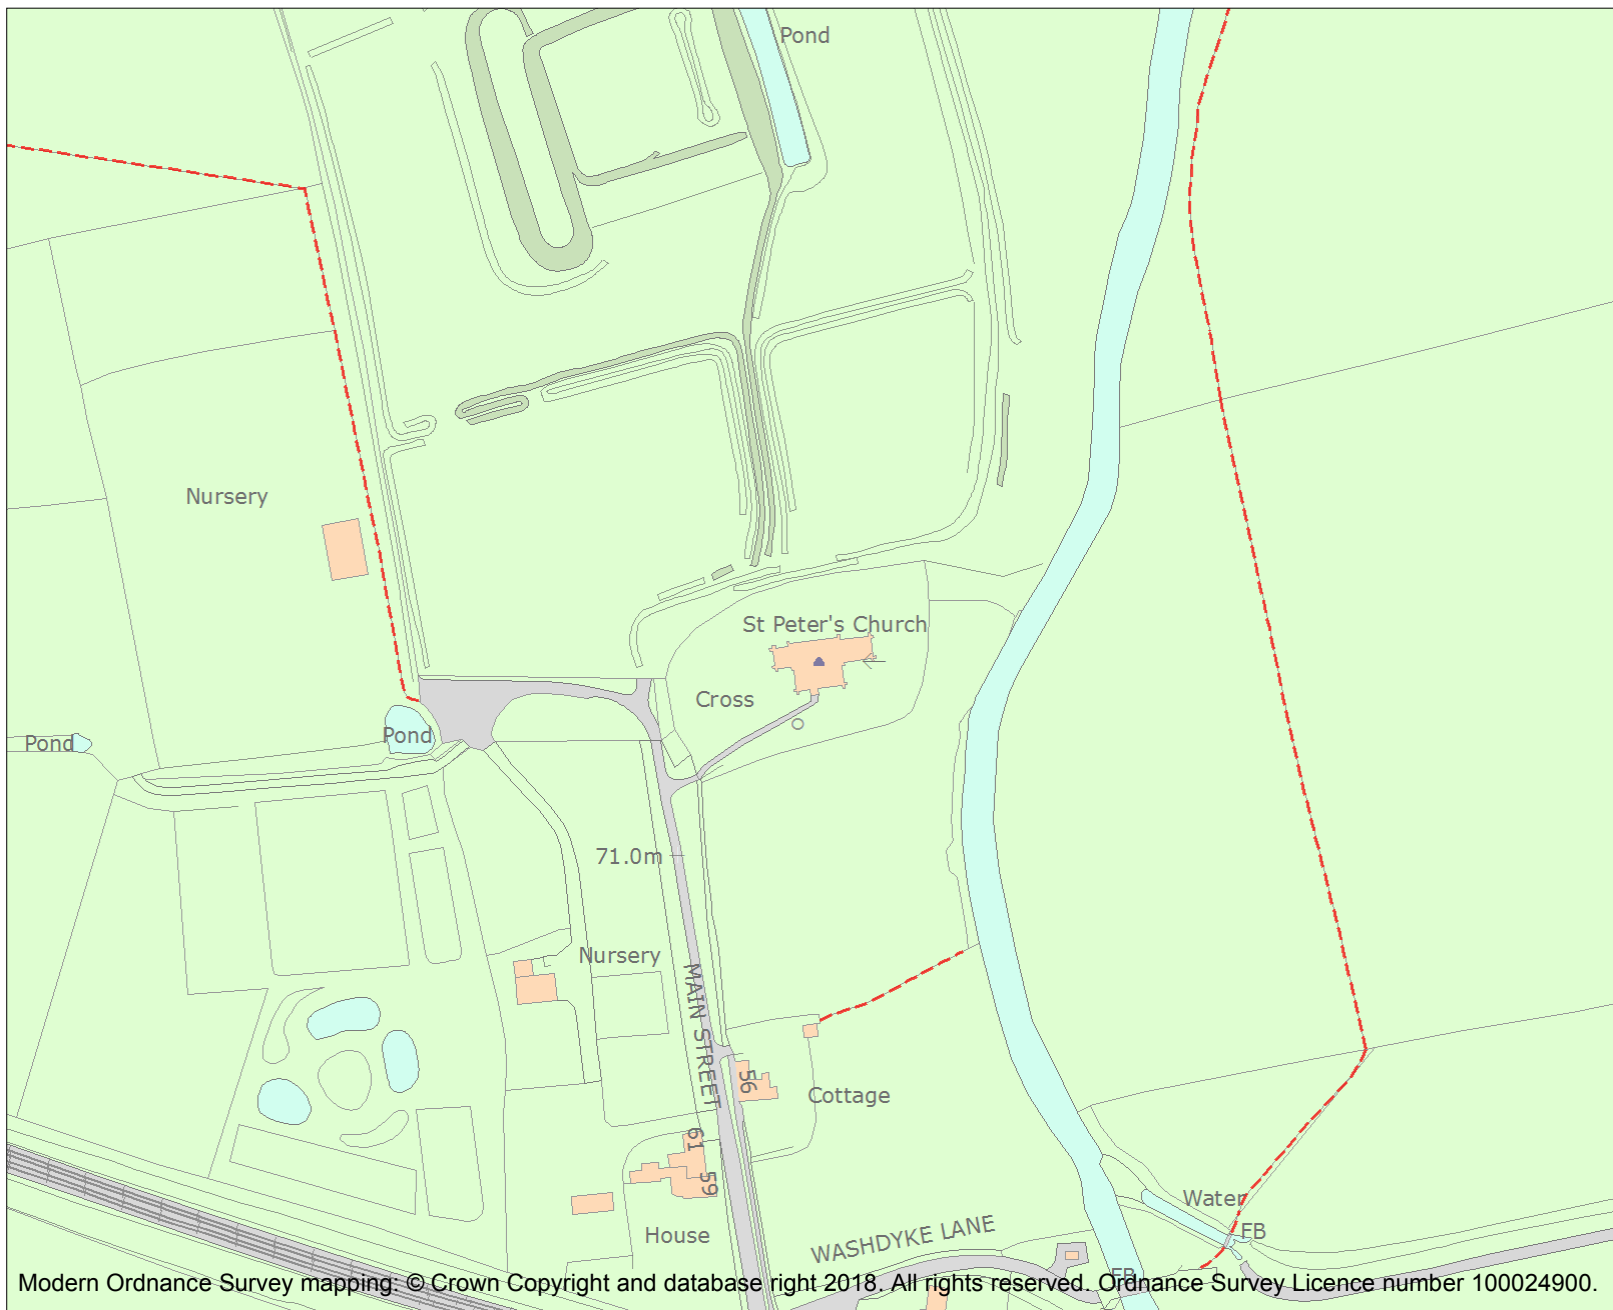 Pond
Nursery
St Peter's Church
Cross
Pond
Pond
71.0m
Nursery
MAIN STREET
56
Cottage
61
59
House
Water
FB
WASHDYKE LANE
FB
Modern Ordnance Survey mapping: © Crown Copyright and database right 2018. All rights reserved. Ordnance Survey Licence number 100024900.